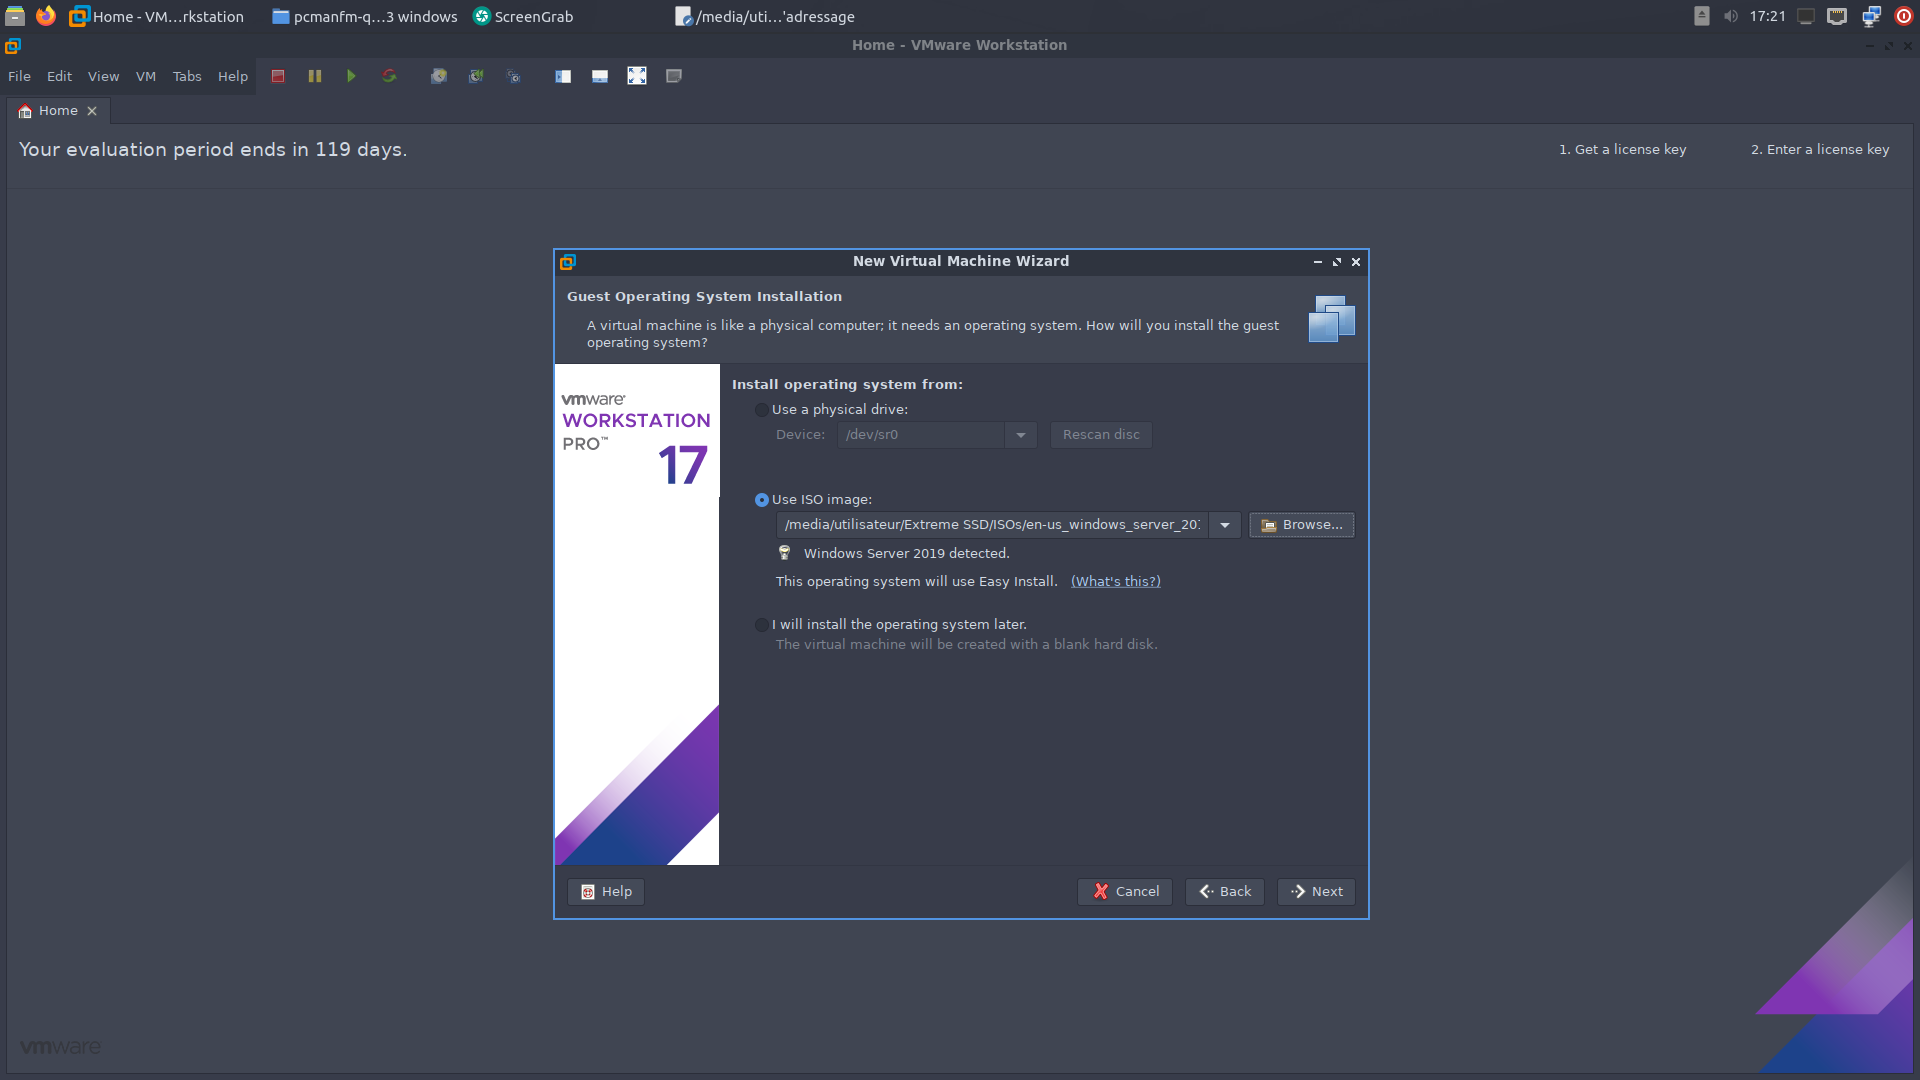 Home - VM...rkstation
pcmanfm-q...3 windows
ScreenGrab
/media/uti...'adressage
17:21
Home - VMware Workstation
File Edit View VM Tabs Help
Home
Your evaluation period ends in 119 days.
1. Get a license key
2. Enter a license key
New Virtual Machine Wizard
Guest Operating System Installation
A virtual machine is like a physical computer; it needs an operating system. How will you install the guest
operating system?
vmware®
WORKSTATION
PRO™
17
Install operating system from:
Use a physical drive:
Device: /dev/sr0 Rescan disc
Use ISO image:
/media/utilisateur/Extreme SSD/ISOs/en-us_windows_server_201 Browse...
Windows Server 2019 detected.
This operating system will use Easy Install. (What's this?)
I will install the operating system later.
The virtual machine will be created with a blank hard disk.
Help Cancel Back Next
vmware